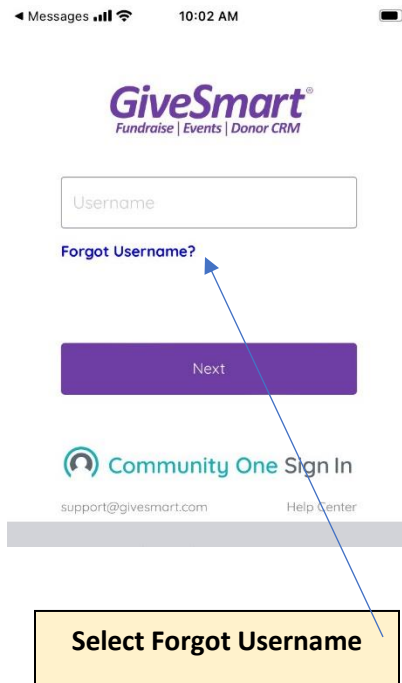 ◄ Messages 10:02 AM
GiveSmart®
Fundraise | Events | Donor CRM
Username
Forgot Username?
Next
Community One Sign In
support@givesmart.com Help Center
Select Forgot Username